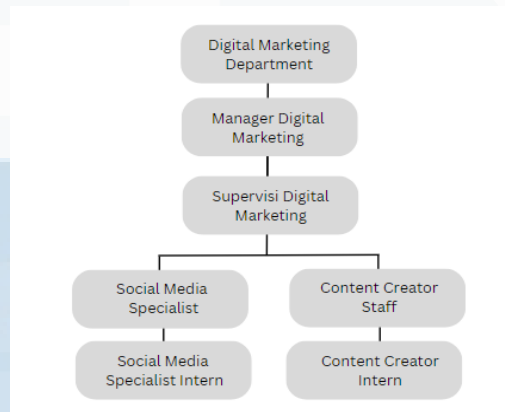 Digital Marketing
Department
Manager Digital
Marketing
Supervisi Digital
Marketing
Social Media
Specialist
Content Creator
Staff
Social Media
Specialist Intern
Content Creator
Intern